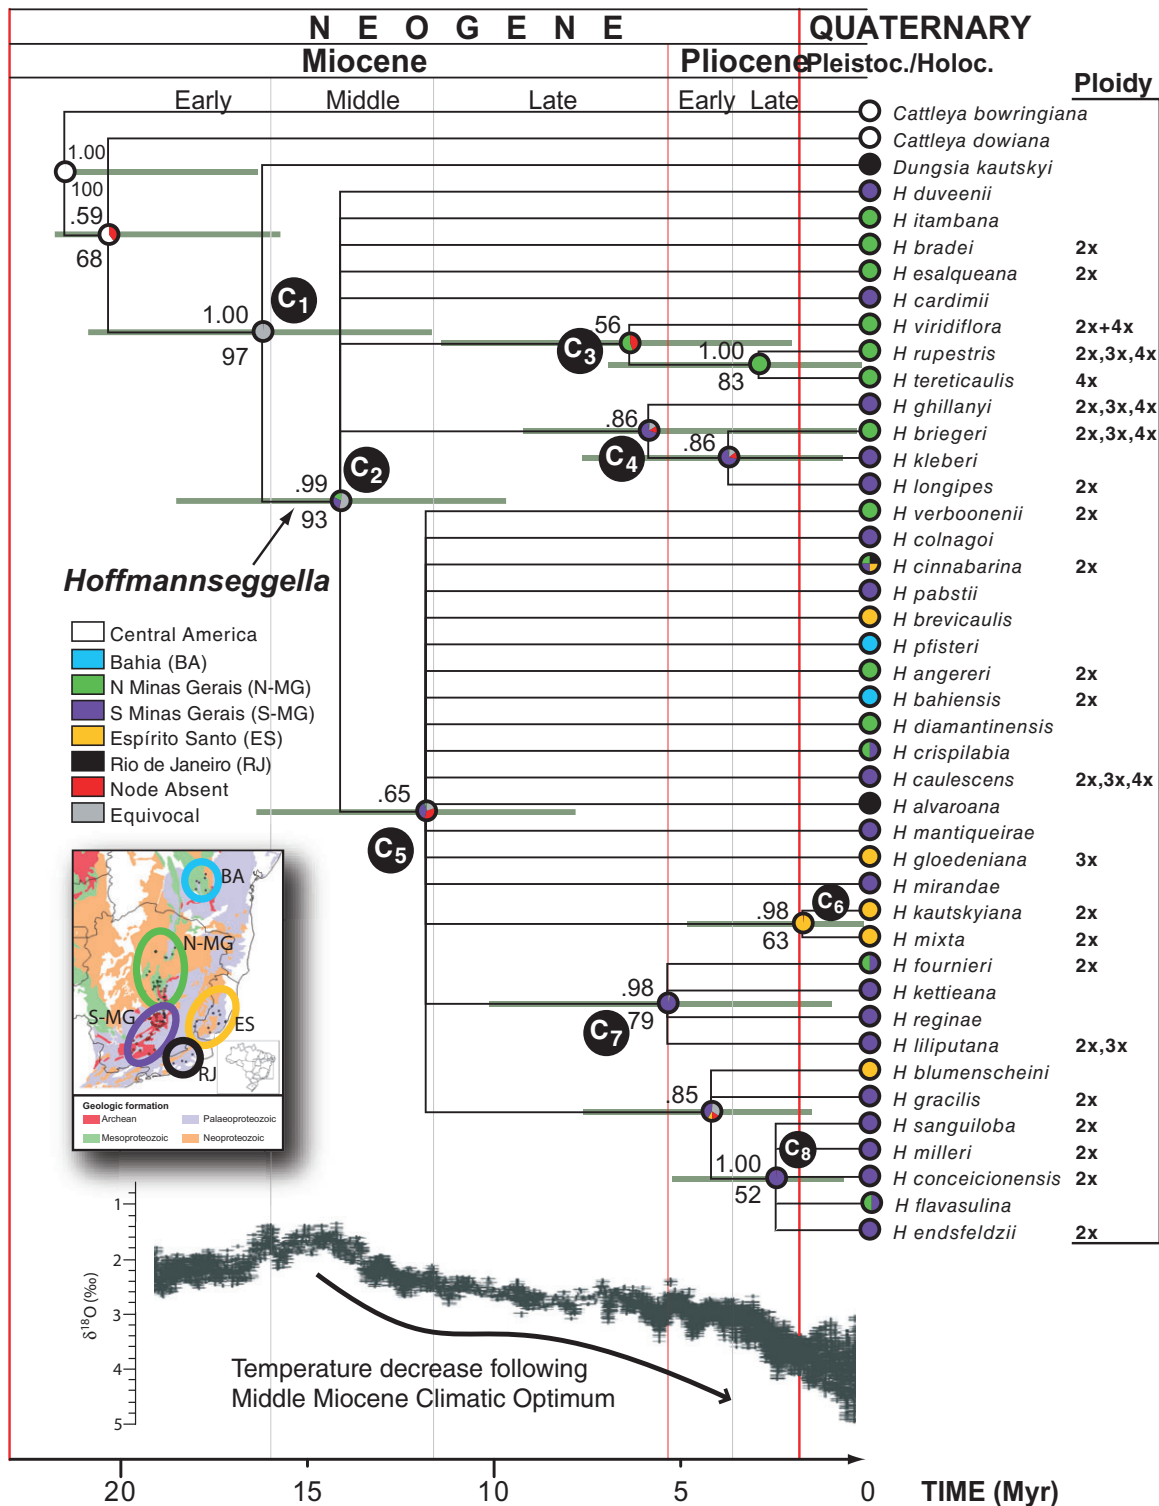 N E O G E N E QUATERNARY
Miocene Pliocene Pleistoc./Holoc.
Early Middle Late Early Late Ploidy
Cattleya bowringiana
Cattleya dowiana
Dungsia kautskyi
H duveenii
H itambana
H bradei 2x
H esalqueana 2x
H cardimii
H viridiflora 2x+4x
H rupestris 2x,3x,4x
H tereticaulis 4x
H ghillanyi 2x,3x,4x
H briegeri 2x,3x,4x
H kleberi
H longipes 2x
H verboonenii 2x
H colnagoi
H cinnabarina 2x
H pabstii
H brevicaulis
H pfisteri
H angereri 2x
H bahiensis 2x
H diamantinensis
H crispilabia
H caulescens 2x,3x,4x
H alvaroana
H mantiqueirae
H gloedeniana 3x
H mirandae
H kautskyiana 2x
H mixta 2x
H fournieri 2x
H kettieana
H reginae
H liliputana 2x,3x
H blumenscheini
H gracilis 2x
H sanguiloba 2x
H milleri 2x
H conceicionensis 2x
H flavasulina
H endsfeldzii 2x
1.00
100
.59
68
1.00
97
C1
.99
93
C2
.56
C3
1.00
83
.86
C4
.86
.65
C5
.98
63
C6
.98
79
C7
.85
1.00
52
C8
Hoffmannseggella
Central America
Bahia (BA)
N Minas Gerais (N-MG)
S Minas Gerais (S-MG)
Espírito Santo (ES)
Rio de Janeiro (RJ)
Node Absent
Equivocal
BA
N-MG
S-MG
ES
RJ
Geologic formation
Archean Palaeoproteozoic
Mesoproteozoic Neoproteozoic
1
2
3
4
5
δ18O (‰)
Temperature decrease following
Middle Miocene Climatic Optimum
20 15 10 5 0 TIME (Myr)